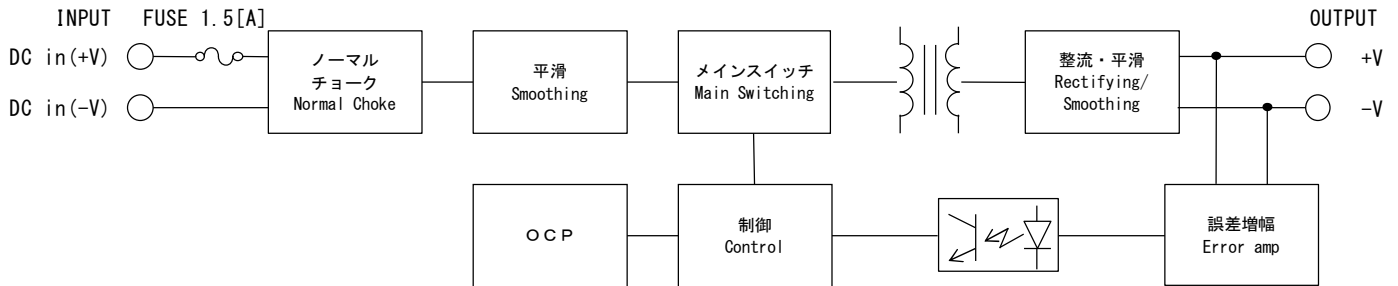 INPUT FUSE 1.5[A]
OUTPUT
DC in(+V)
ノーマル
チョーク
Normal Choke
平滑
Smoothing
メインスイッチ
Main Switching
整流・平滑
Rectifying/
Smoothing
+V
DC in(-V)
-V
ＯＣＰ
制御
Control
誤差増幅
Error amp